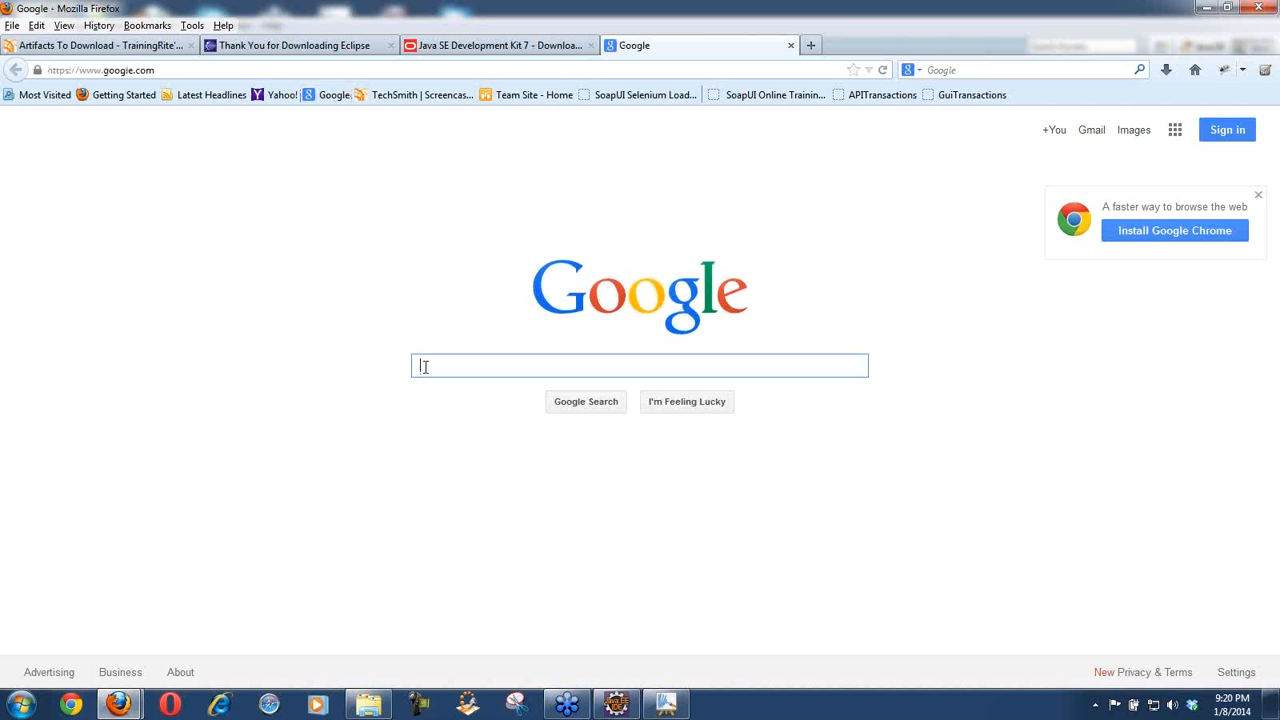 Google - Mozilla Firefox
File Edit View History Bookmarks Tools Help
Artifacts To Download - TrainingRite'... Thank You for Downloading Eclipse Java SE Development Kit 7 - Downloa... Google
https://www.google.com Google
Most Visited Getting Started Latest Headlines Yahoo! Google TechSmith | Screencas... Team Site - Home SoapUI Selenium Load... SoapUI Online Trainin... APITransactions GuiTransactions
+You Gmail Images Sign in
A faster way to browse the web
Install Google Chrome
Google
Google Search I'm Feeling Lucky
Advertising Business About New Privacy & Terms Settings
Java EE
IDE
9:20 PM
1/8/2014